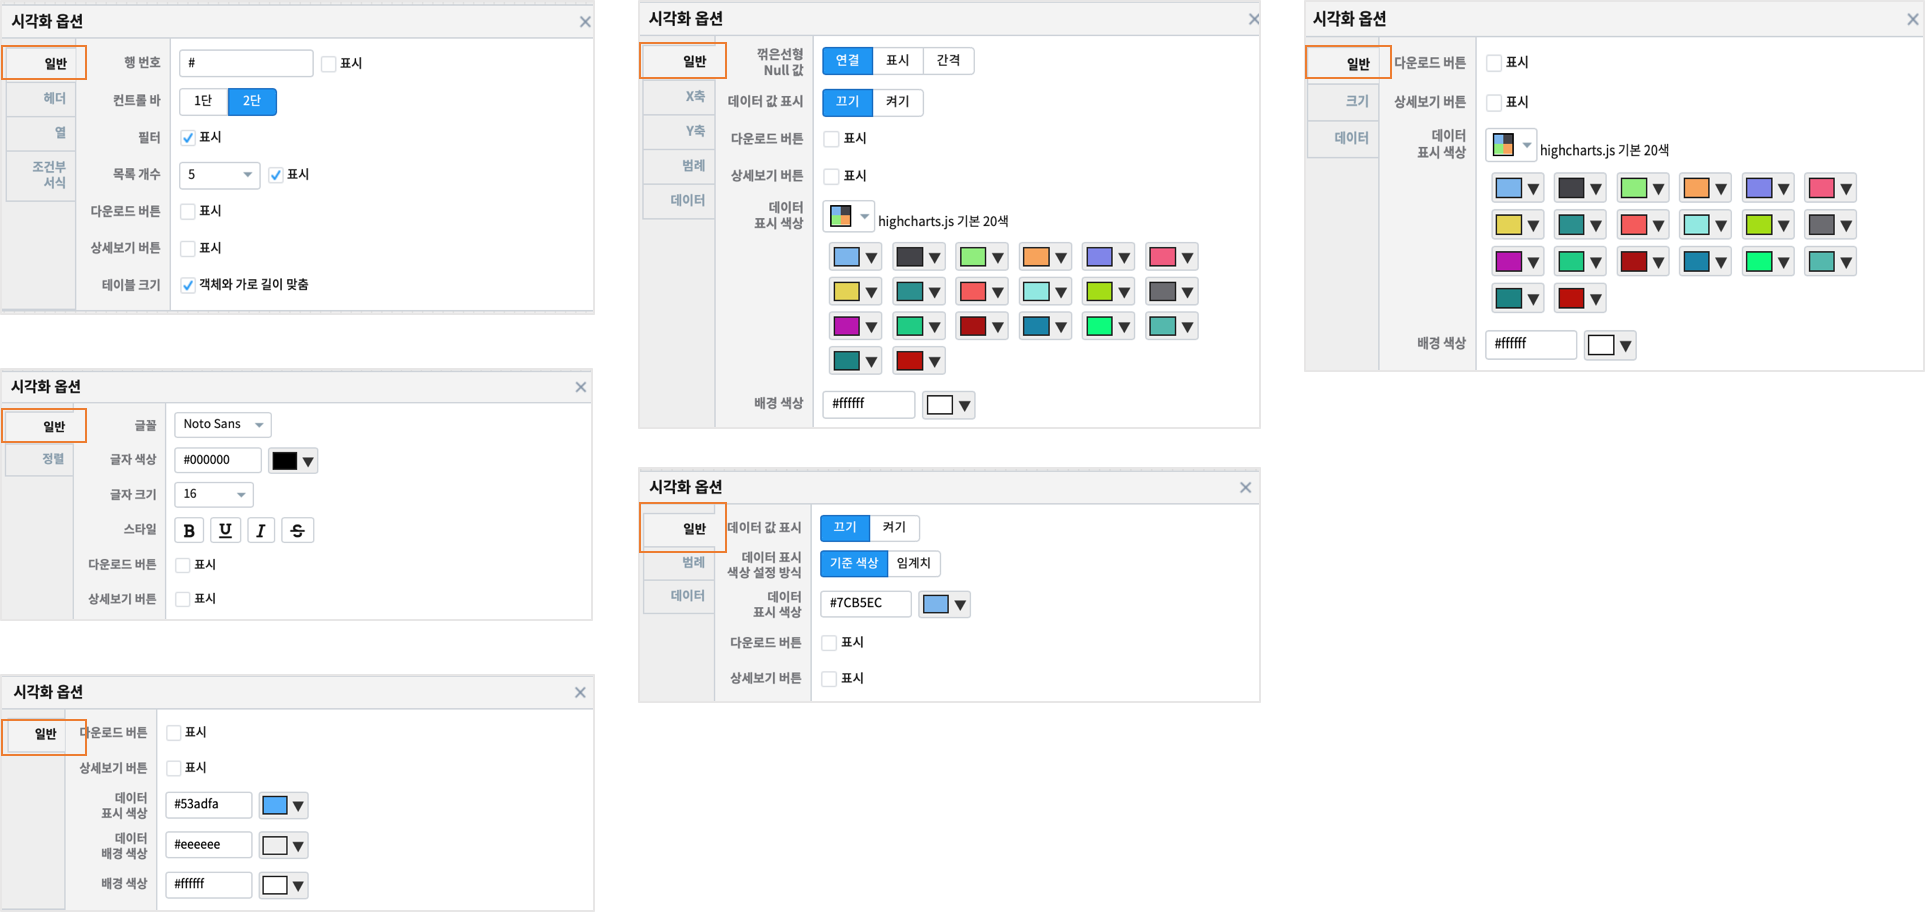 시각화 옵션
일반
헤더
열
조건부
서식
행 번호
#
표시
컨트롤 바
1단
2단
필터
표시
목록 개수
5
표시
다운로드 버튼
표시
상세보기 버튼
표시
테이블 크기
객체와 가로 길이 맞춤
시각화 옵션
일반
정렬
글꼴
Noto Sans
글자 색상
#000000
글자 크기
16
스타일
B U I S
다운로드 버튼
표시
상세보기 버튼
표시
시각화 옵션
일반
다운로드 버튼
표시
상세보기 버튼
표시
데이터
표시 색상
#53adfa
데이터
배경 색상
#eeeeee
배경 색상
#ffffff
시각화 옵션
일반
X축
Y축
범례
데이터
꺾은선형
Null 값
연결
표시
간격
데이터 값 표시
끄기
켜기
다운로드 버튼
표시
상세보기 버튼
표시
데이터
표시 색상
highcharts.js 기본 20색
배경 색상
#ffffff
시각화 옵션
일반
범례
데이터
데이터 값 표시
끄기
켜기
데이터 표시
색상 설정 방식
기준 색상
임계치
데이터
표시 색상
#7CB5EC
다운로드 버튼
표시
상세보기 버튼
표시
시각화 옵션
일반
크기
데이터
다운로드 버튼
표시
상세보기 버튼
표시
데이터
표시 색상
highcharts.js 기본 20색
배경 색상
#ffffff